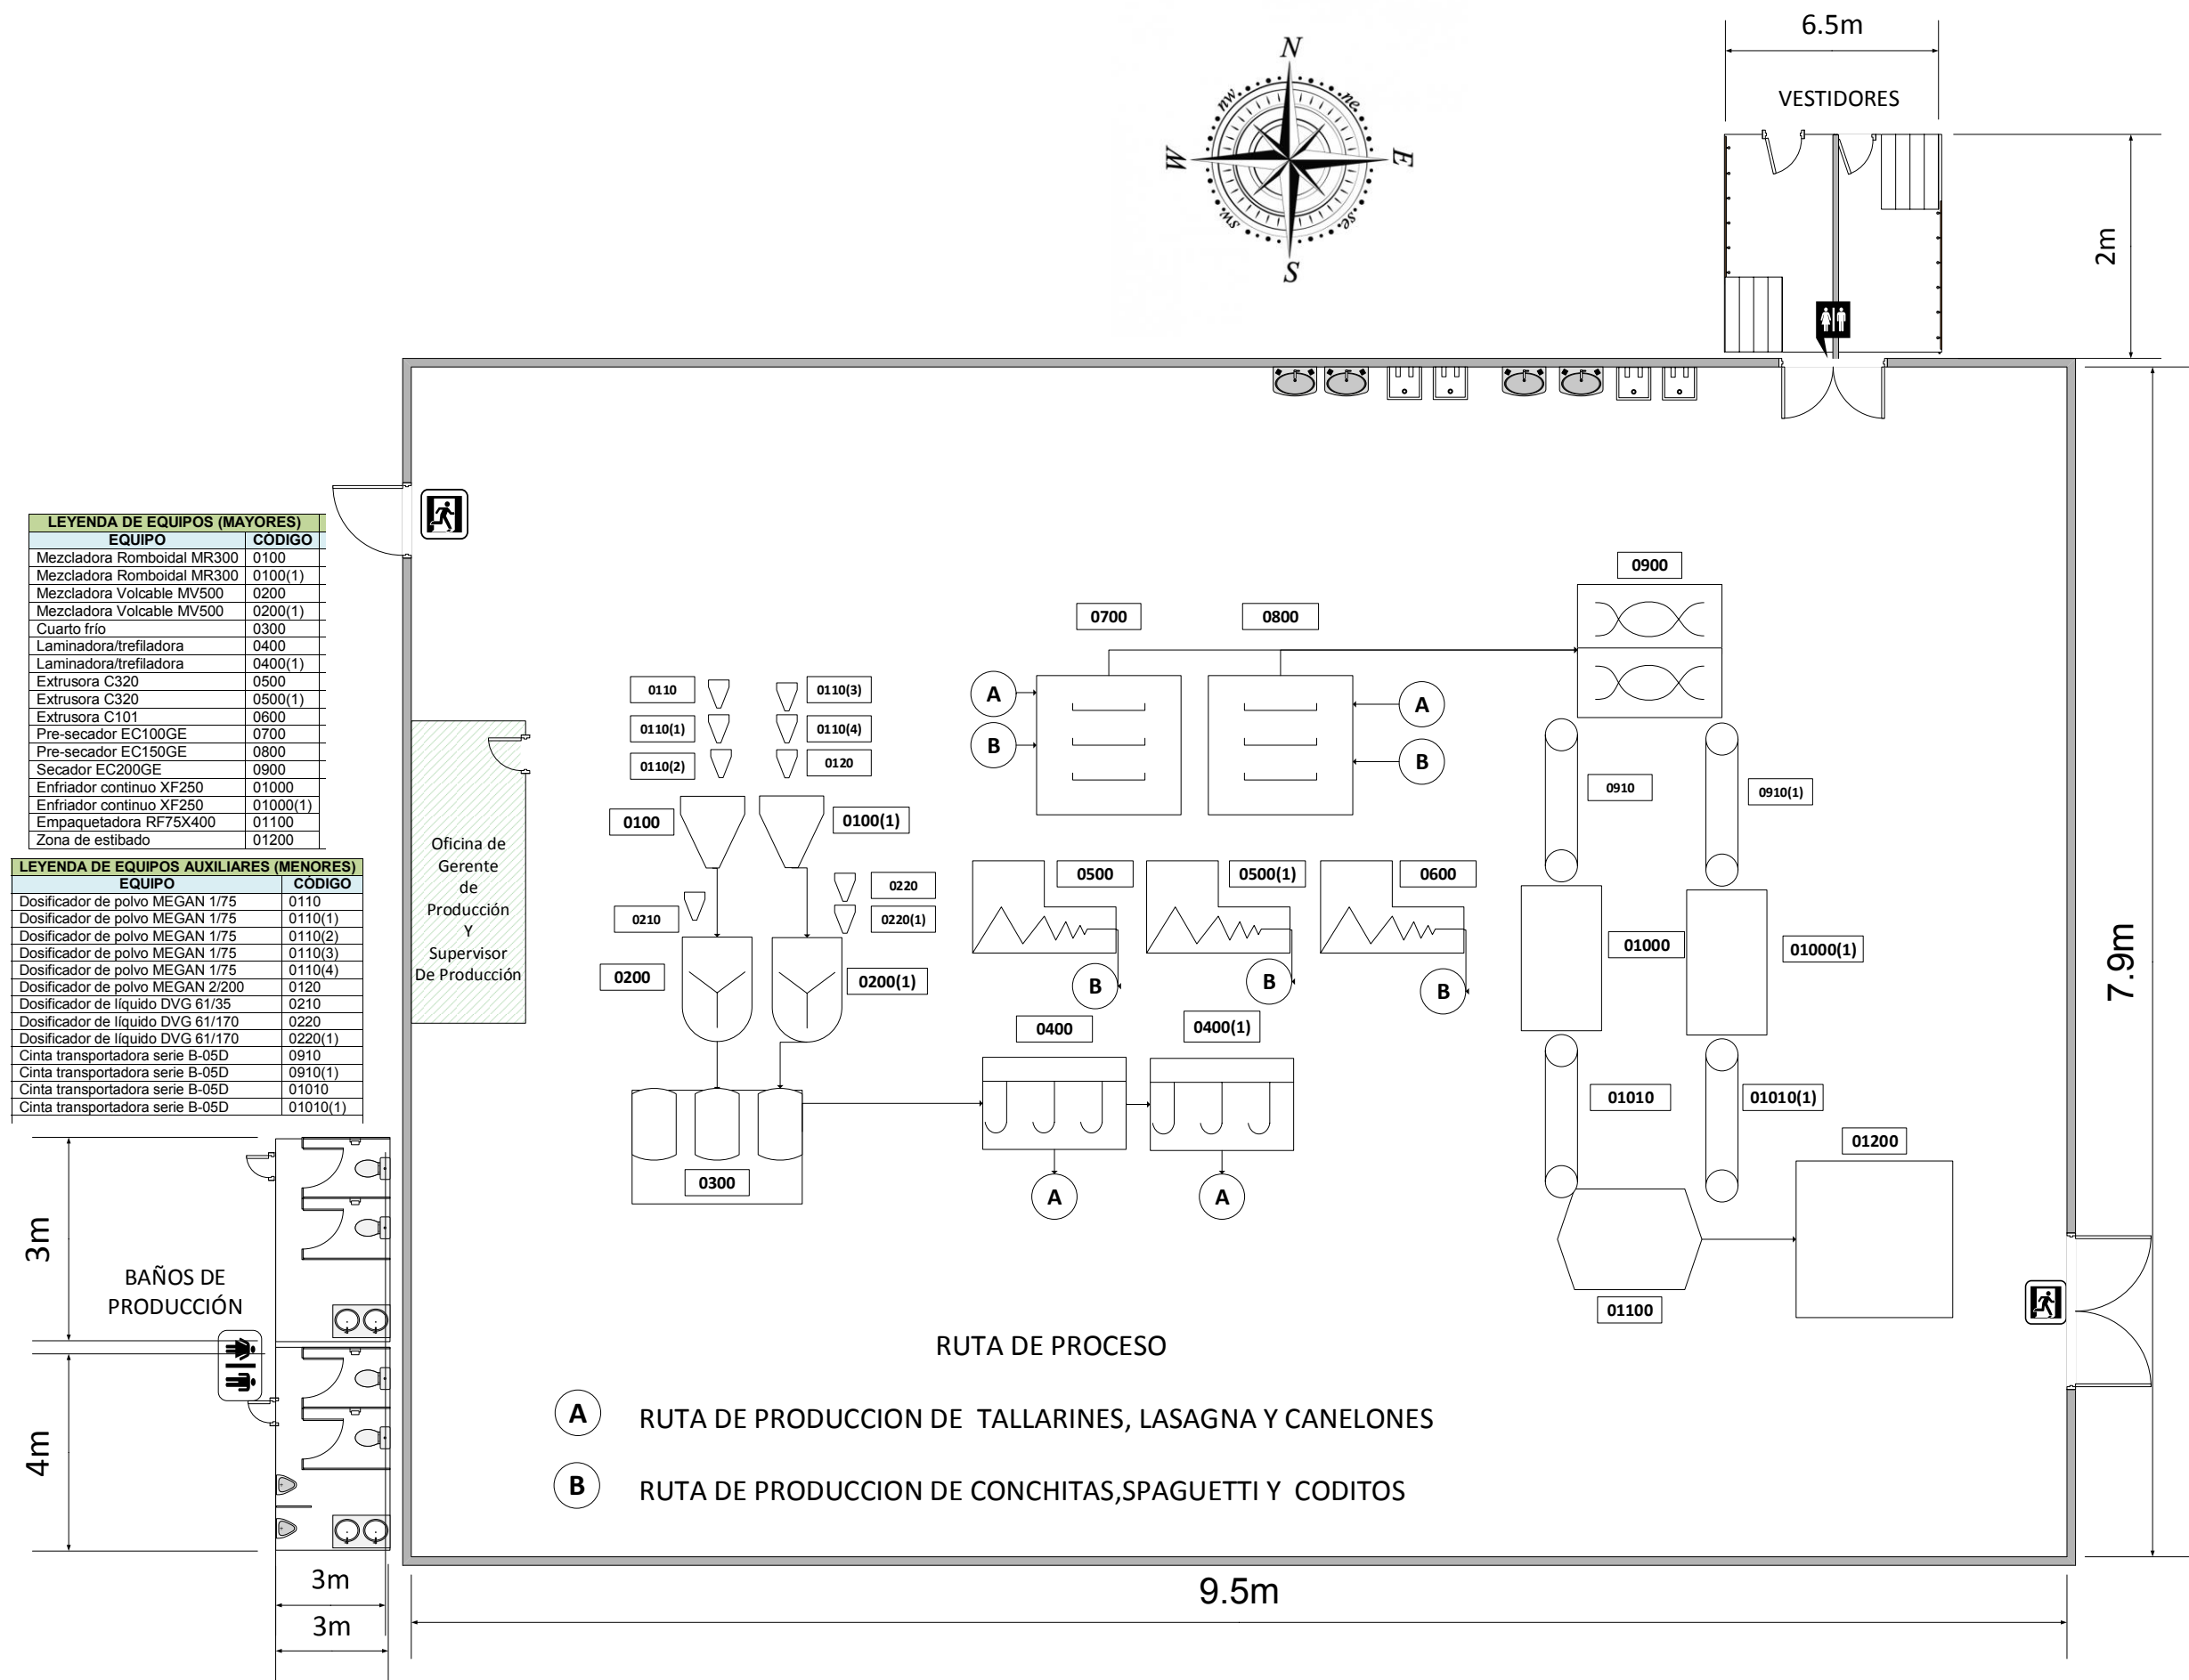 6.5m
VESTIDORES
2m
N
nw
ne
W
E
sw
se
S
LEYENDA DE EQUIPOS (MAYORES)
EQUIPO CÓDIGO
Mezcladora Romboidal MR300 0100
Mezcladora Romboidal MR300 0100(1)
Mezcladora Volcable MV500 0200
Mezcladora Volcable MV500 0200(1)
Cuarto frío 0300
Laminadora/trefiladora 0400
Laminadora/trefiladora 0400(1)
Extrusora C320 0500
Extrusora C320 0500(1)
Extrusora C101 0600
Pre-secador EC100GE 0700
Pre-secador EC150GE 0800
Secador EC200GE 0900
Enfriador continuo XF250 01000
Enfriador continuo XF250 01000(1)
Empaquetadora RF75X400 01100
Zona de estibado 01200
LEYENDA DE EQUIPOS AUXILIARES (MENORES)
EQUIPO CÓDIGO
Dosificador de polvo MEGAN 1/75 0110
Dosificador de polvo MEGAN 1/75 0110(1)
Dosificador de polvo MEGAN 1/75 0110(2)
Dosificador de polvo MEGAN 1/75 0110(3)
Dosificador de polvo MEGAN 1/75 0110(4)
Dosificador de polvo MEGAN 2/200 0120
Dosificador de líquido DVG 61/35 0210
Dosificador de líquido DVG 61/170 0220
Dosificador de líquido DVG 61/170 0220(1)
Cinta transportadora serie B-05D 0910
Cinta transportadora serie B-05D 0910(1)
Cinta transportadora serie B-05D 01010
Cinta transportadora serie B-05D 01010(1)
Oficina de
Gerente
de
Producción
Y
Supervisor
De Producción
0110
0110(3)
0110(1)
0110(4)
0110(2)
0120
0100
0100(1)
0220
0210
0220(1)
0200
0200(1)
0300
0700
0800
0900
A
A
B
B
0910
0910(1)
0500
0500(1)
0600
B
B
B
01000
01000(1)
0400
0400(1)
A
A
01010
01010(1)
01200
01100
7.9m
3m
BAÑOS DE
PRODUCCIÓN
4m
3m
3m
RUTA DE PROCESO
A RUTA DE PRODUCCION DE TALLARINES, LASAGNA Y CANELONES
B RUTA DE PRODUCCION DE CONCHITAS,SPAGUETTI Y CODITOS
9.5m